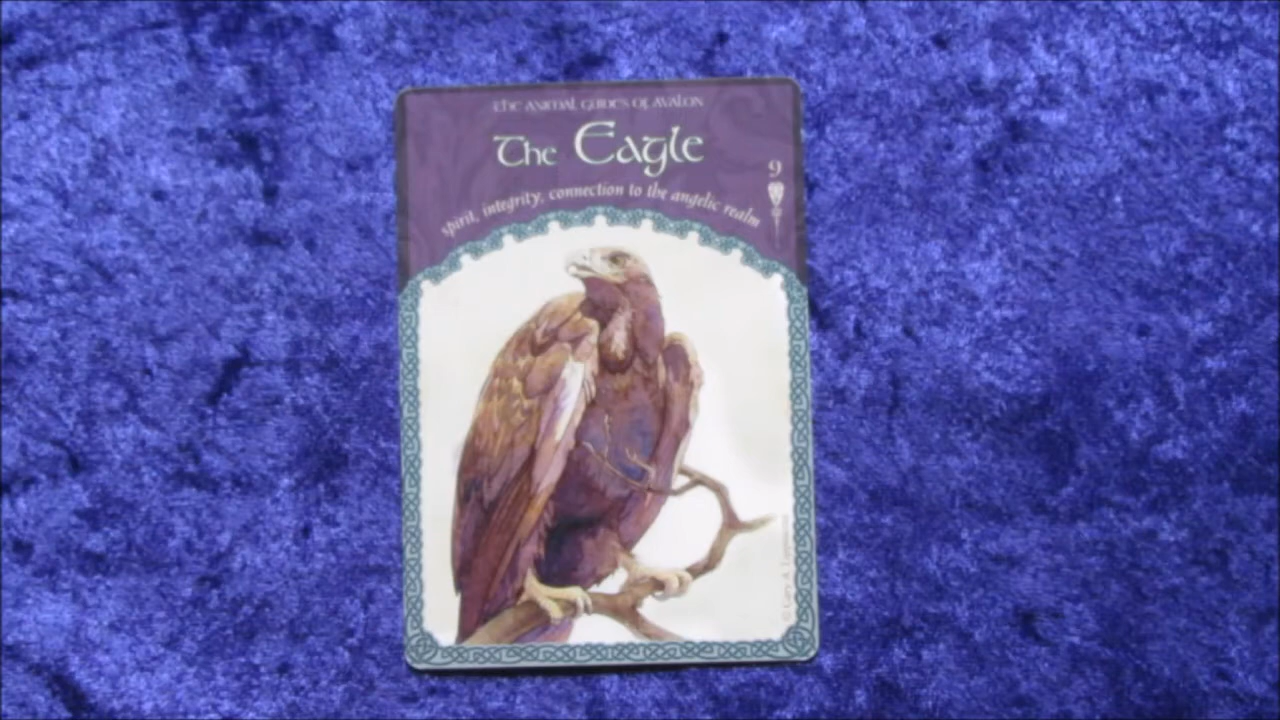 The Animal Guides of Avalon
The Eagle
9
spirit, integrity, connection to the angelic realm